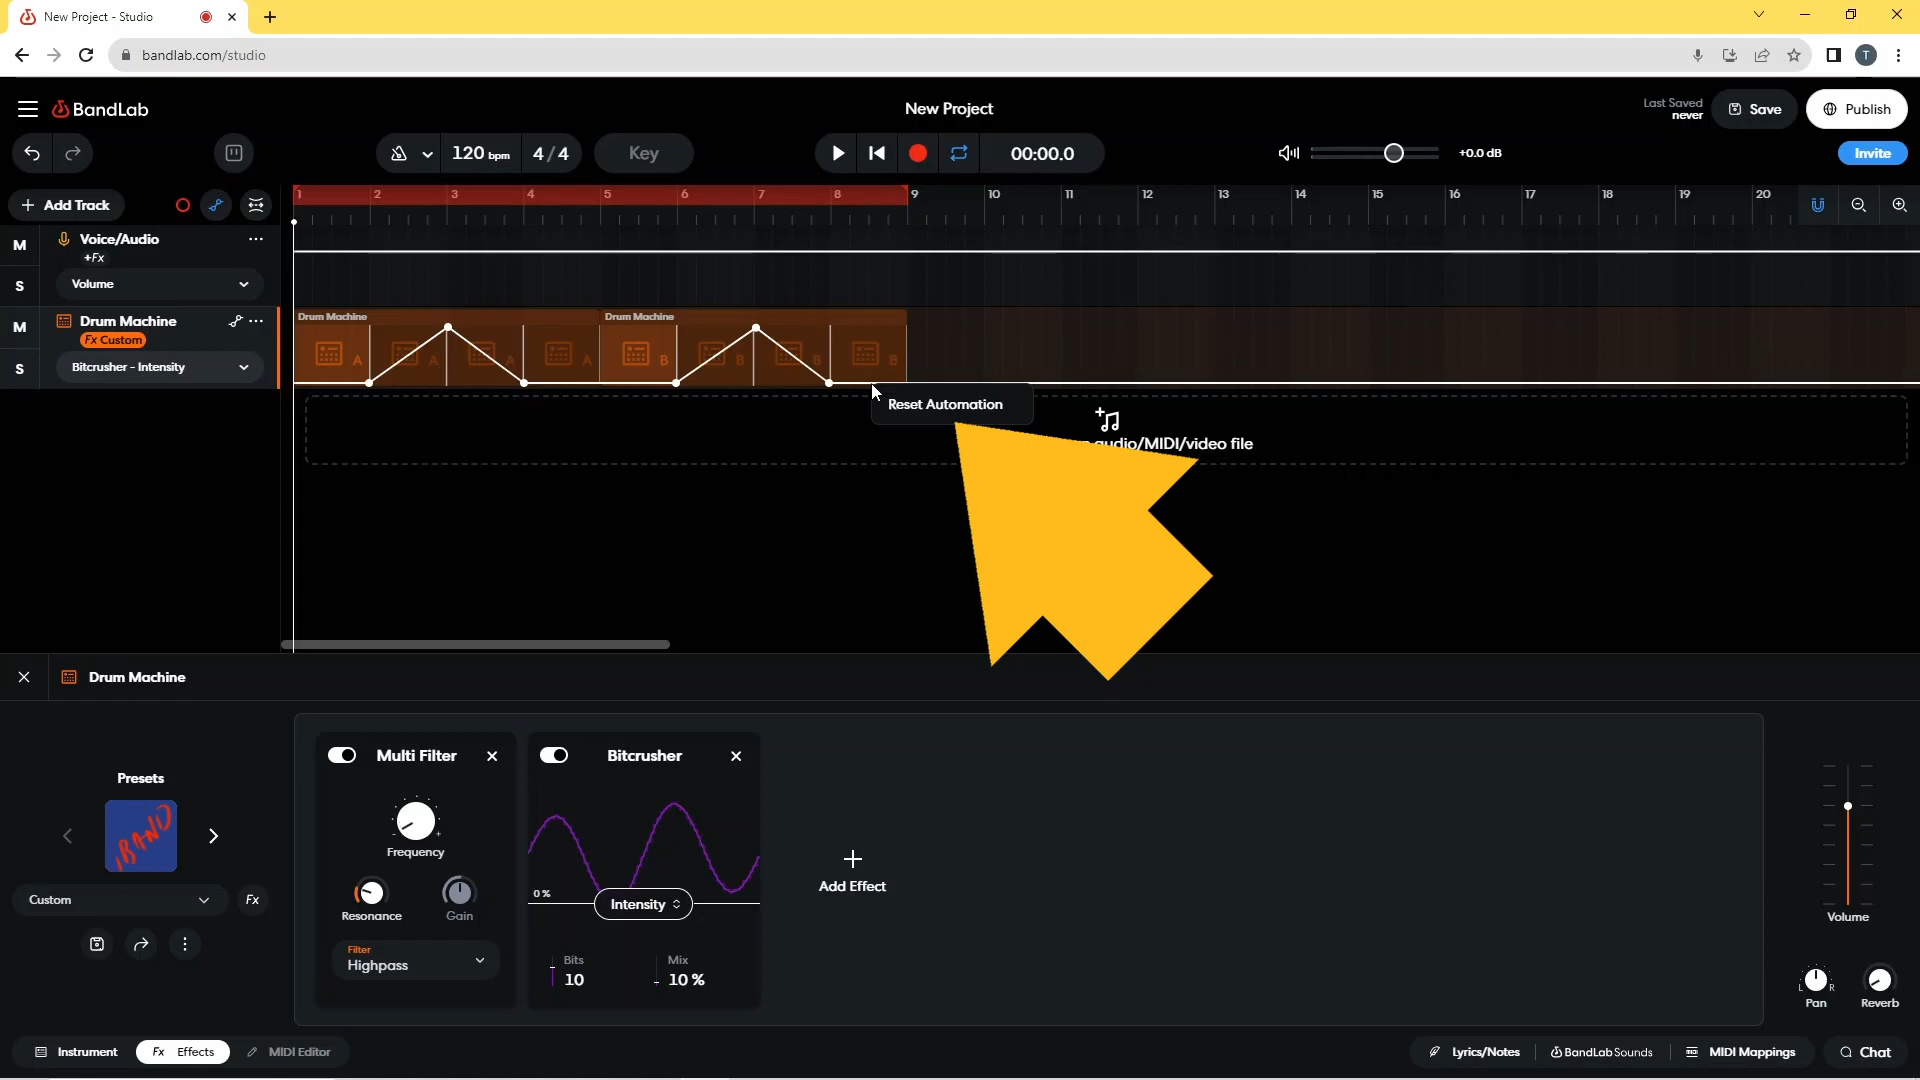 New Project - Studio
bandlab.com/studio
T
BandLab
New Project
Last Saved
never
Save
Publish
120 bpm
4/4
Key
00:00.0
+0.0 dB
Invite
Add Track
1 2 3 4 5 6 7 8 9 10 11 12 13 14 15 16 17 18 19 20
M
Voice/Audio
+Fx
S
Volume
M
Drum Machine
Fx Custom
S
Bitcrusher - Intensity
Drum Machine
Drum Machine
A A A A B B B B
Reset Automation
audio/MIDI/video file
Drum Machine
Presets
BAND
Custom
Fx
Multi Filter
Frequency
Resonance
Gain
Filter
Highpass
Bitcrusher
0 %
Intensity
Bits
10
Mix
10 %
Add Effect
Volume
L R
Pan
Reverb
Instrument
Fx Effects
MIDI Editor
Lyrics/Notes
BandLab Sounds
MIDI Mappings
Chat